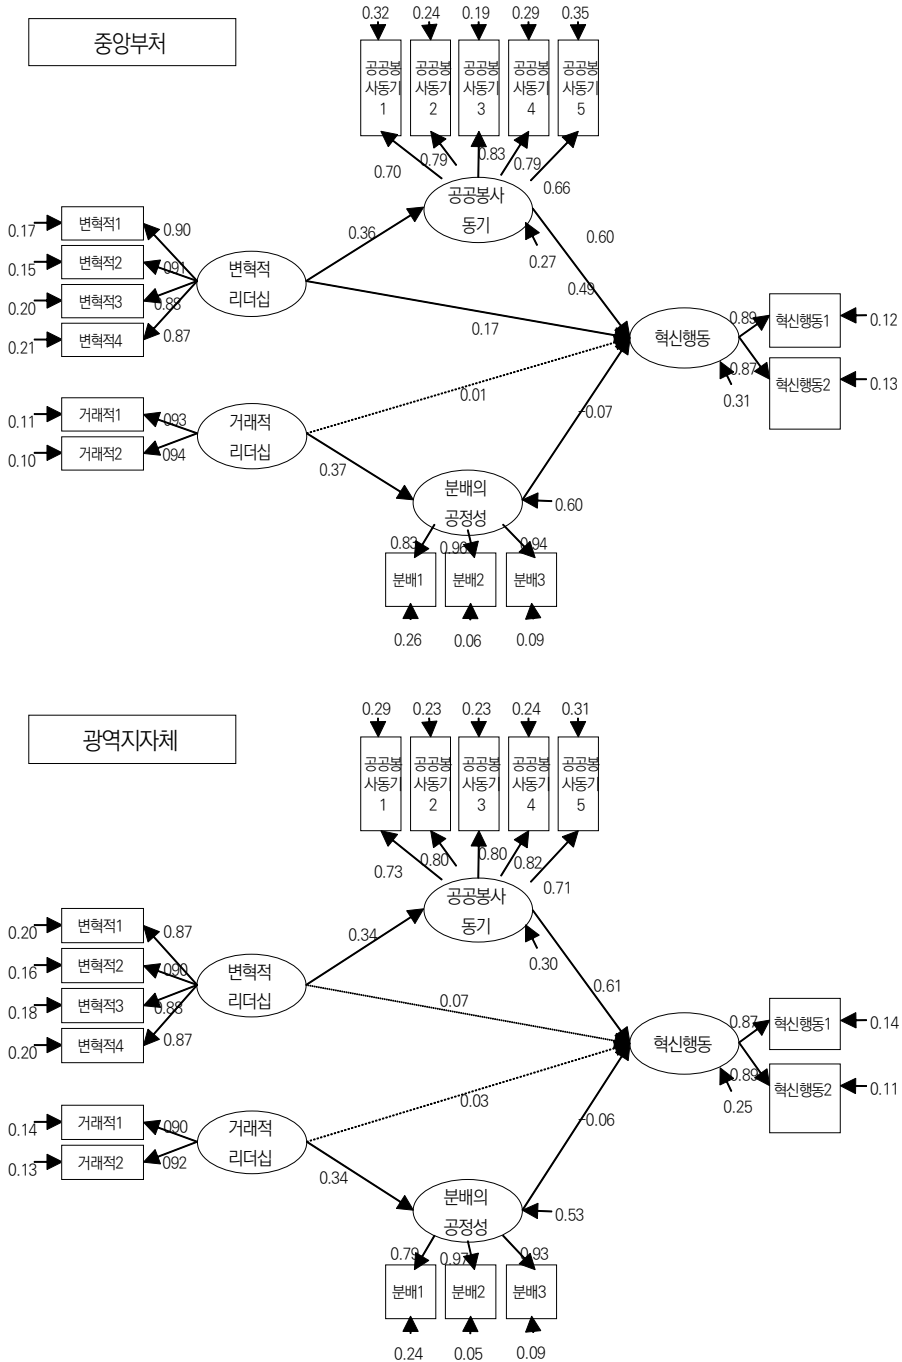 중앙부처
0.32 0.24 0.19 0.29 0.35
공공봉 공공봉 공공봉 공공봉 공공봉
사동기 사동기 사동기 사동기 사동기
1 2 3 4 5
0.70 0.79 0.83 0.79 0.66
공공봉사
동기
0.27
0.60
0.36
0.49
0.17 변혁적1 0.90
0.15 변혁적2 091
0.20 변혁적3 0.88
0.21 변혁적4 0.87
변혁적
리더십
0.17
혁신행동
0.89 혁신행동1 0.12
0.87 혁신행동2 0.13
0.31
0.01
-0.07
0.11 거래적1 093
0.10 거래적2 094
거래적
리더십
0.37
분배의
공정성
0.60
0.83 0.96 0.94
분배1 분배2 분배3
0.26 0.06 0.09
광역지자체
0.29 0.23 0.23 0.24 0.31
공공봉 공공봉 공공봉 공공봉 공공봉
사동기 사동기 사동기 사동기 사동기
1 2 3 4 5
0.73 0.80 0.80 0.82 0.71
공공봉사
동기
0.30
0.61
0.34
0.20 변혁적1 0.87
0.16 변혁적2 090
0.18 변혁적3 0.88
0.20 변혁적4 0.87
변혁적
리더십
0.07
혁신행동
0.87 혁신행동1 0.14
0.89 혁신행동2 0.11
0.25
0.03
-0.06
0.14 거래적1 090
0.13 거래적2 092
거래적
리더십
0.34
분배의
공정성
0.53
0.79 0.97 0.93
분배1 분배2 분배3
0.24 0.05 0.09